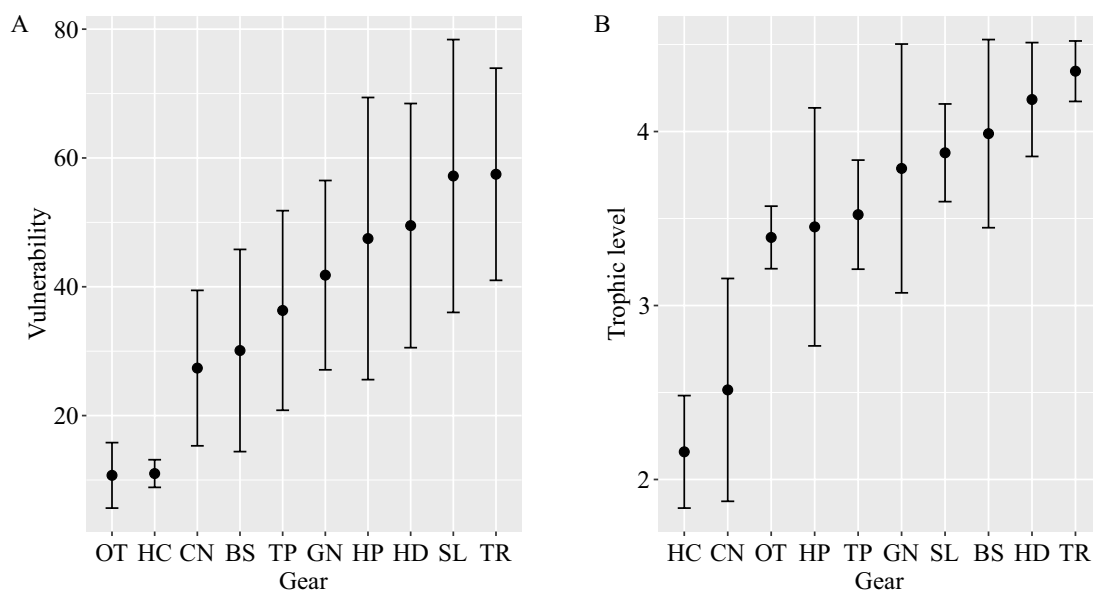 A
Vulnerability
80
60
40
20
OT HC CN BS TP GN HP HD SL TR
Gear
B
Trophic level
4
3
2
HC CN OT HP TP GN SL BS HD TR
Gear